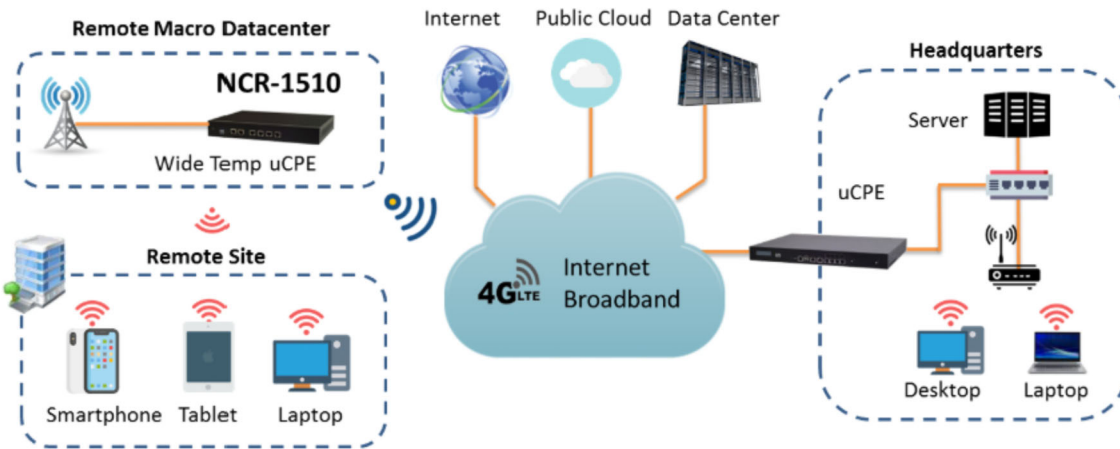 Remote Macro Datacenter
NCR-1510
Wide Temp uCPE
Remote Site
Smartphone
Tablet
Laptop
Internet
Public Cloud
Data Center
4G LTE
Internet
Broadband
Headquarters
Server
uCPE
Desktop
Laptop